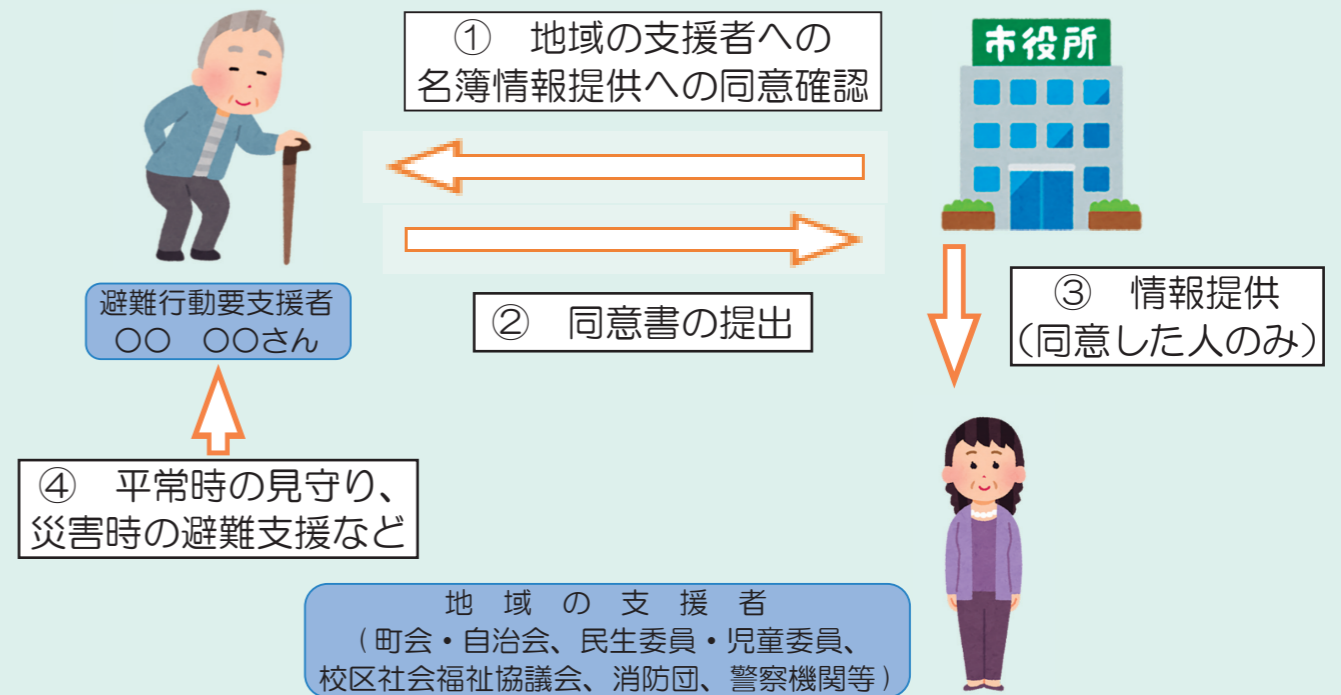 ① 地域の支援者への
名簿情報提供への同意確認
市役所
② 同意書の提出
避難行動要支援者
〇〇 〇〇さん
③ 情報提供
（同意した人のみ）
④ 平常時の見守り、
災害時の避難支援など
地域の支援者
（町会・自治会、民生委員・児童委員、
校区社会福祉協議会、消防団、警察機関等）